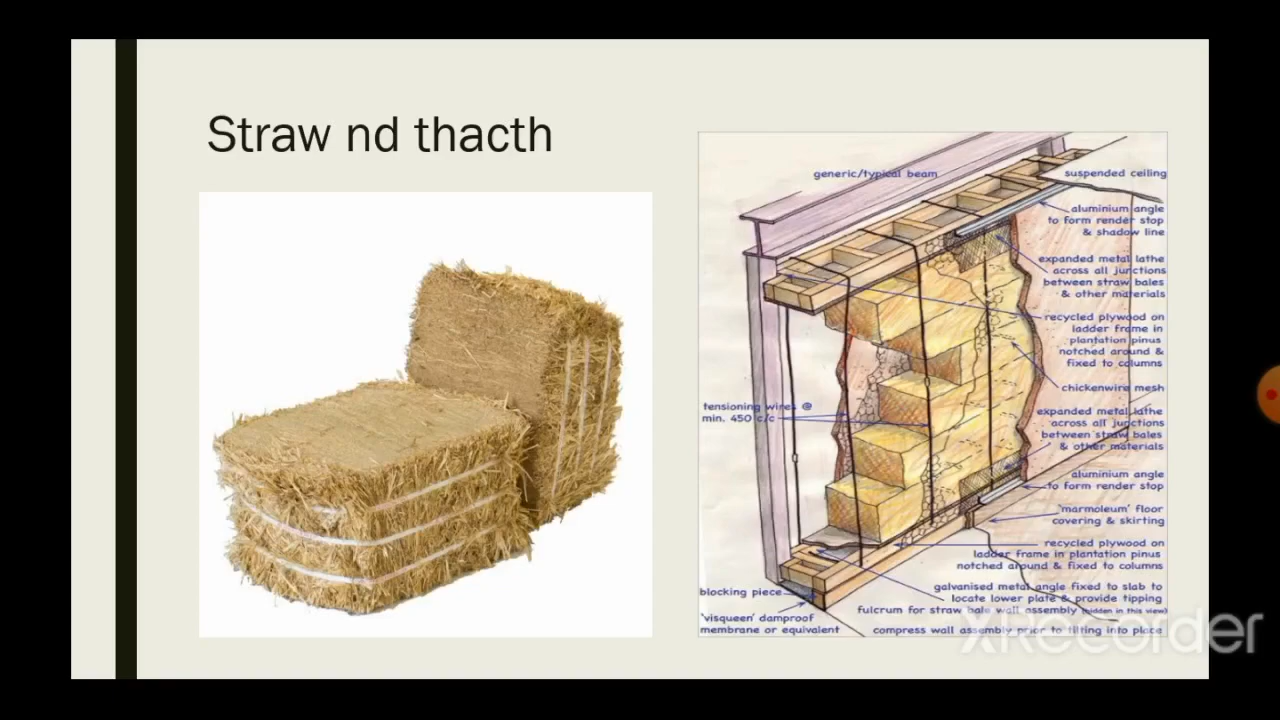 Straw nd thacth
generic/typical beam
suspended ceiling
aluminium angle
to form render stop
& shadow line
expanded metal lathe
across all junctions
between straw bales
& other materials
recycled plywood on
ladder frame in
plantation pinus
notched around &
fixed to columns
chickenwire mesh
tensioning wires @
min. 450 c/c
expanded metal lathe
across all junctions
between straw bales
& other materials
aluminium angle
to form render stop
'marmoleum' floor
covering & skirting
recycled plywood on
ladder frame in plantation pinus
notched around & fixed to columns
galvanised metal angle fixed to slab to
locate lower plate & provide tipping
fulcrum for straw bale wall assembly (hidden in this view)
blocking piece
'visqueen' damproof
membrane or equivalent
compress wall assembly prior to tilting into place
XRecorder